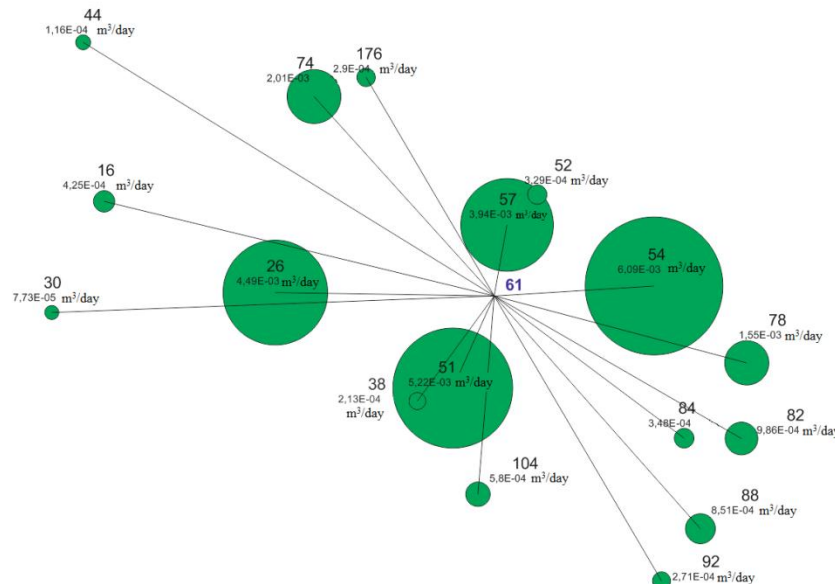 44
1,16E-04 m³/day
74
2,01E-03
176
2.9E-04 m³/day
16
4,25E-04 m³/day
52
3,29E-04 m³/day
57
3,94E-03 m³/day
54
6,09E-03 m³/day
26
4,49E-03 m³/day
61
30
7,73E-05 m³/day
78
1,55E-03 m³/day
51
5,22E-03 m³/day
38
2,13E-04
m³/day
84
3,48E-04
82
9,86E-04 m³/day
104
5,8E-04 m³/day
88
8,51E-04 m³/day
92
2,71E-04 m³/day